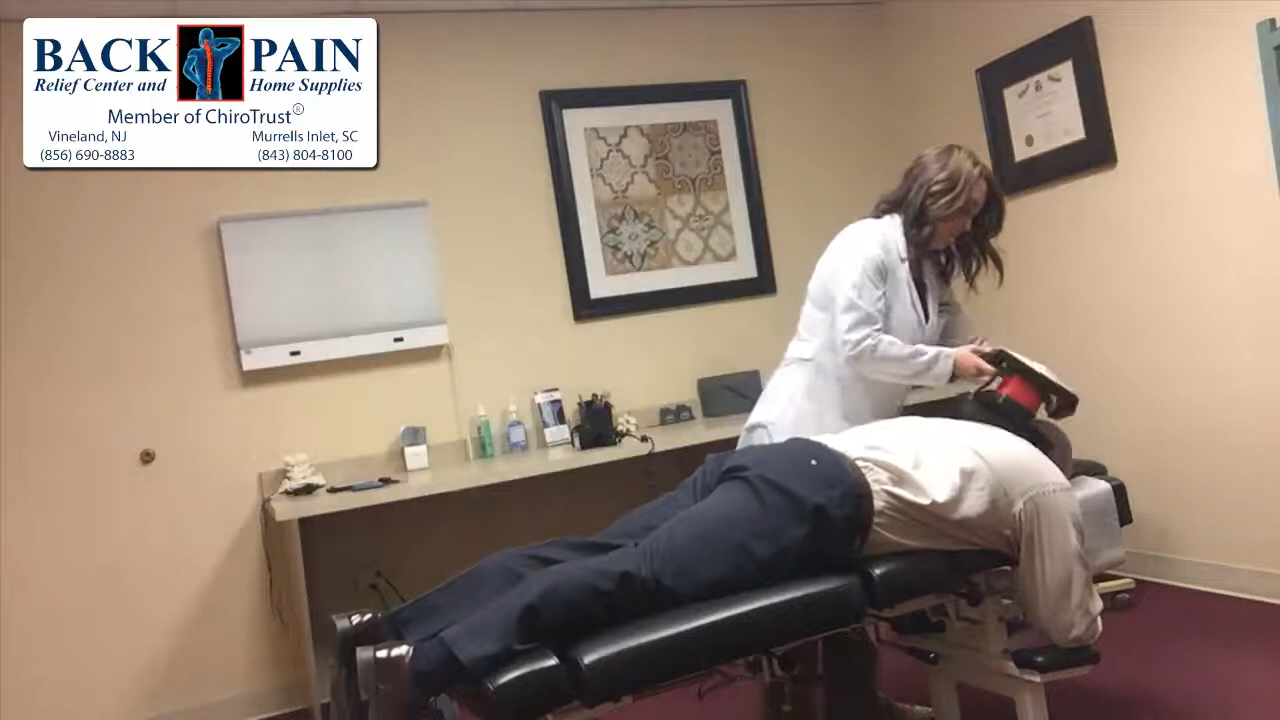 BACK PAIN
Relief Center and Home Supplies
Member of ChiroTrust®
Vineland, NJ Murrells Inlet, SC
(856) 690-8883 (843) 804-8100